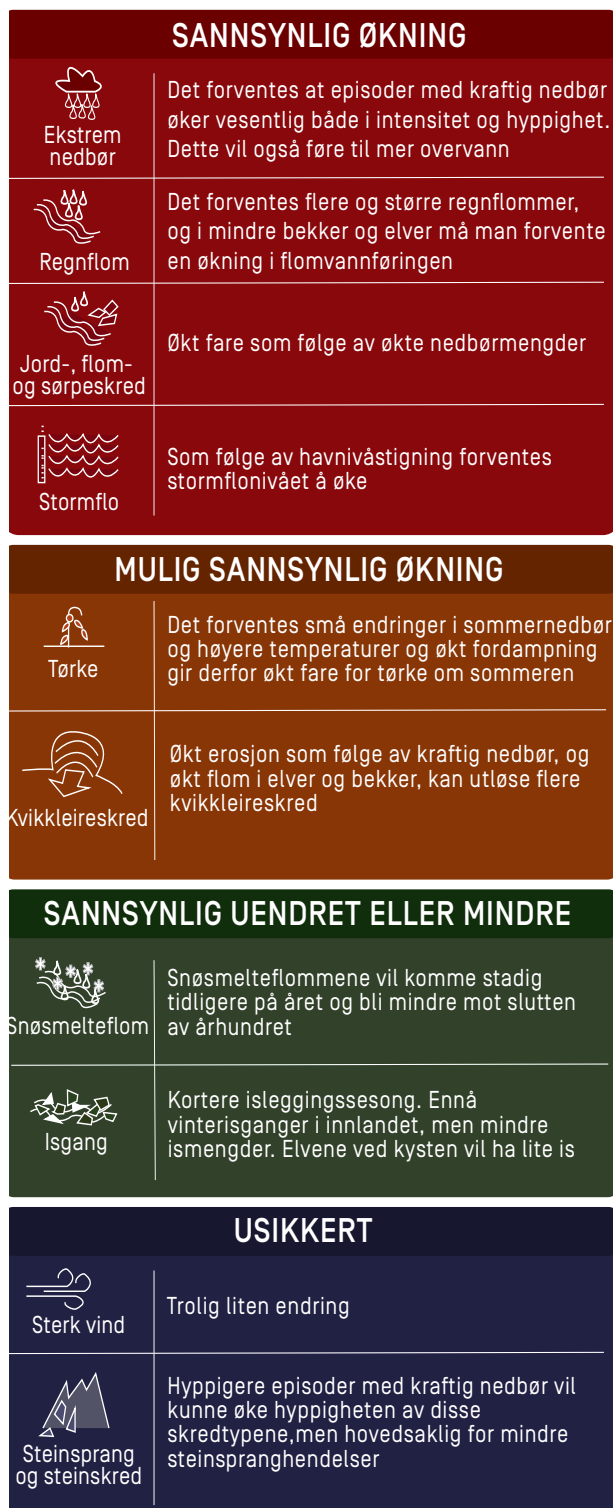 SANNSYNLIG ØKNING
Ekstrem
nedbør
Det forventes at episoder med kraftig nedbør
øker vesentlig både i intensitet og hyppighet.
Dette vil også føre til mer overvann
Regnflom
Det forventes flere og større regnflommer,
og i mindre bekker og elver må man forvente
en økning i flomvannføringen
Jord-, flom-
og sørpeskred
Økt fare som følge av økte nedbørmengder
Stormflo
Som følge av havnivåstigning forventes
stormflonivået å øke
MULIG SANNSYNLIG ØKNING
Tørke
Det forventes små endringer i sommernedbør
og høyere temperaturer og økt fordampning
gir derfor økt fare for tørke om sommeren
Kvikkleireskred
Økt erosjon som følge av kraftig nedbør, og
økt flom i elver og bekker, kan utløse flere
kvikkleireskred
SANNSYNLIG UENDRET ELLER MINDRE
Snøsmelteflom
Snøsmelteflommene vil komme stadig
tidligere på året og bli mindre mot slutten
av århundret
Isgang
Kortere isleggingssesong. Ennå
vinterisganger i innlandet, men mindre
ismengder. Elvene ved kysten vil ha lite is
USIKKERT
Sterk vind
Trolig liten endring
Steinsprang
og steinskred
Hyppigere episoder med kraftig nedbør vil
kunne øke hyppigheten av disse
skredtypene,men hovedsaklig for mindre
steinspranghendelser